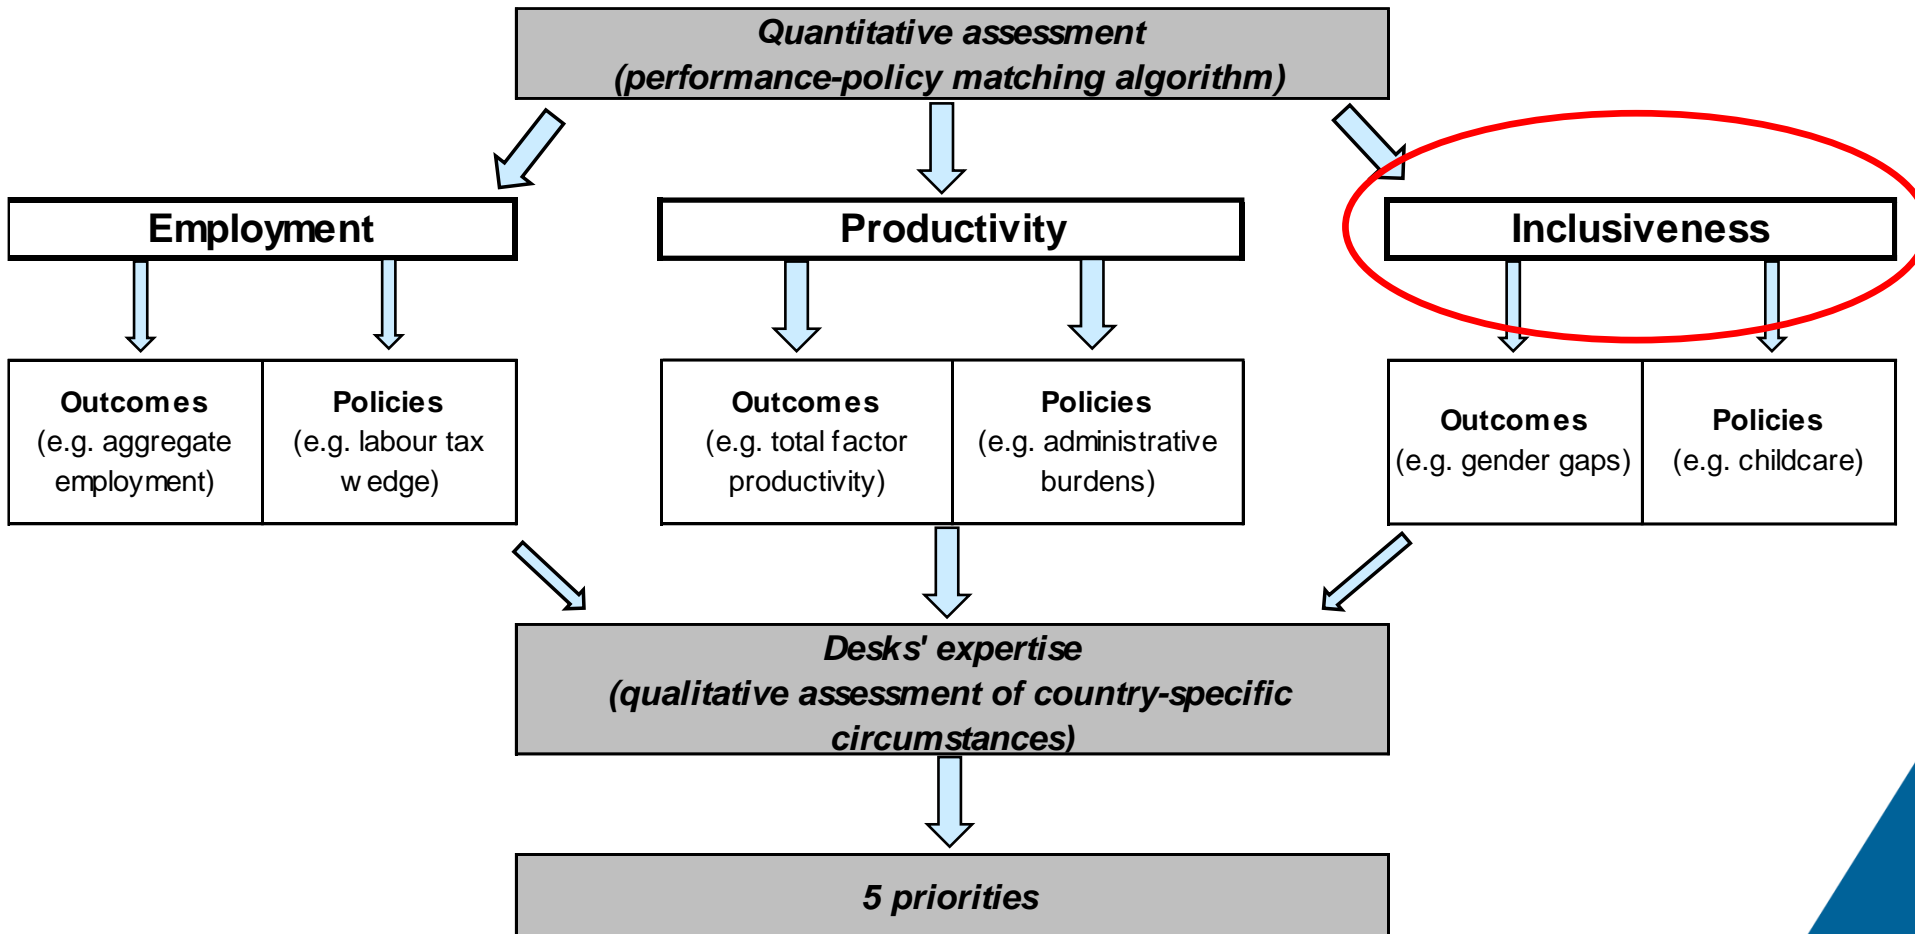 Quantitative assessment
(performance-policy matching algorithm)
Employment
Productivity
Inclusiveness
Outcomes
(e.g. aggregate
employment)
Policies
(e.g. labour tax
wedge)
Outcomes
(e.g. total factor
productivity)
Policies
(e.g. administrative
burdens)
Outcomes
(e.g. gender gaps)
Policies
(e.g. childcare)
Desks' expertise
(qualitative assessment of country-specific
circumstances)
5 priorities